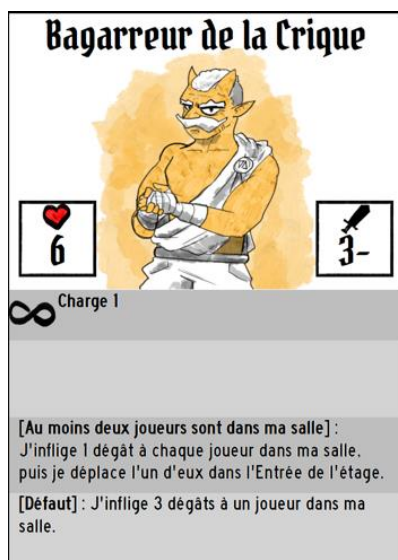 Bagarreur de la Crique
6
3-
∞ Charge 1
[Au moins deux joueurs sont dans ma salle] :
J'inflige 1 dégât à chaque joueur dans ma salle,
puis je déplace l'un d'eux dans l'Entrée de l'étage.
[Défaut] : J'inflige 3 dégâts à un joueur dans ma
salle.